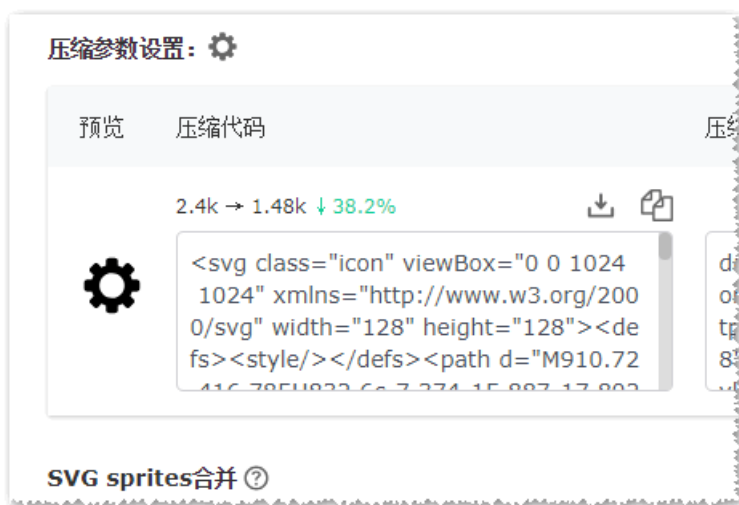 压缩参数设置：
预览 压缩代码
2.4k → 1.48k ↓ 38.2%
<svg class="icon" viewBox="0 0 1024
1024" xmlns="http://www.w3.org/200
0/svg" width="128" height="128"><de
fs><style/></defs><path d="M910.72
SVG sprites合并